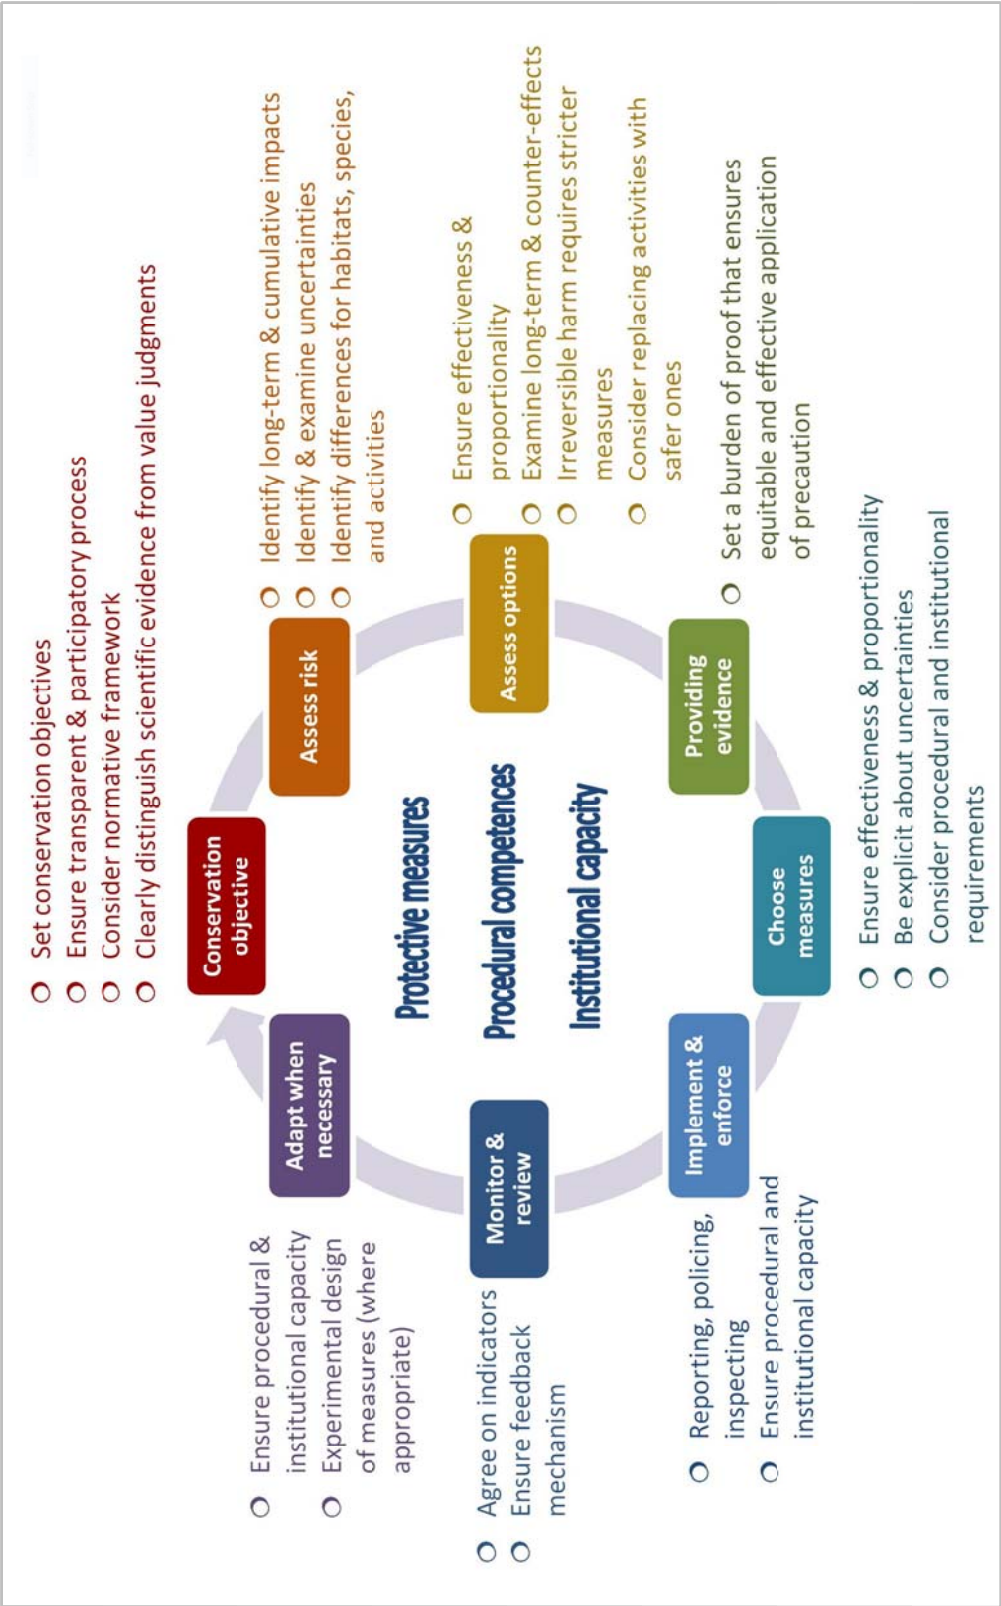 Set conservation objectives
Ensure transparent & participatory process
Consider normative framework
Clearly distinguish scientific evidence from value judgments
Conservation
objective
Identify long-term & cumulative impacts
Identify & examine uncertainties
Identify differences for habitats, species,
and activities
Assess risk
Ensure effectiveness &
proportionality
Examine long-term & counter-effects
Irreversible harm requires stricter
measures
Consider replacing activities with
safer ones
Assess options
Set a burden of proof that ensures
equitable and effective application
of precaution
Providing
evidence
Choose
measures
Ensure effectiveness & proportionality
Be explicit about uncertainties
Consider procedural and institutional
requirements
Implement &
enforce
Reporting, policing,
inspecting
Ensure procedural and
institutional capacity
Monitor &
review
Agree on indicators
Ensure feedback
mechanism
Adapt when
necessary
Ensure procedural &
institutional capacity
Experimental design
of measures (where
appropriate)
Protective measures
Procedural competences
Institutional capacity